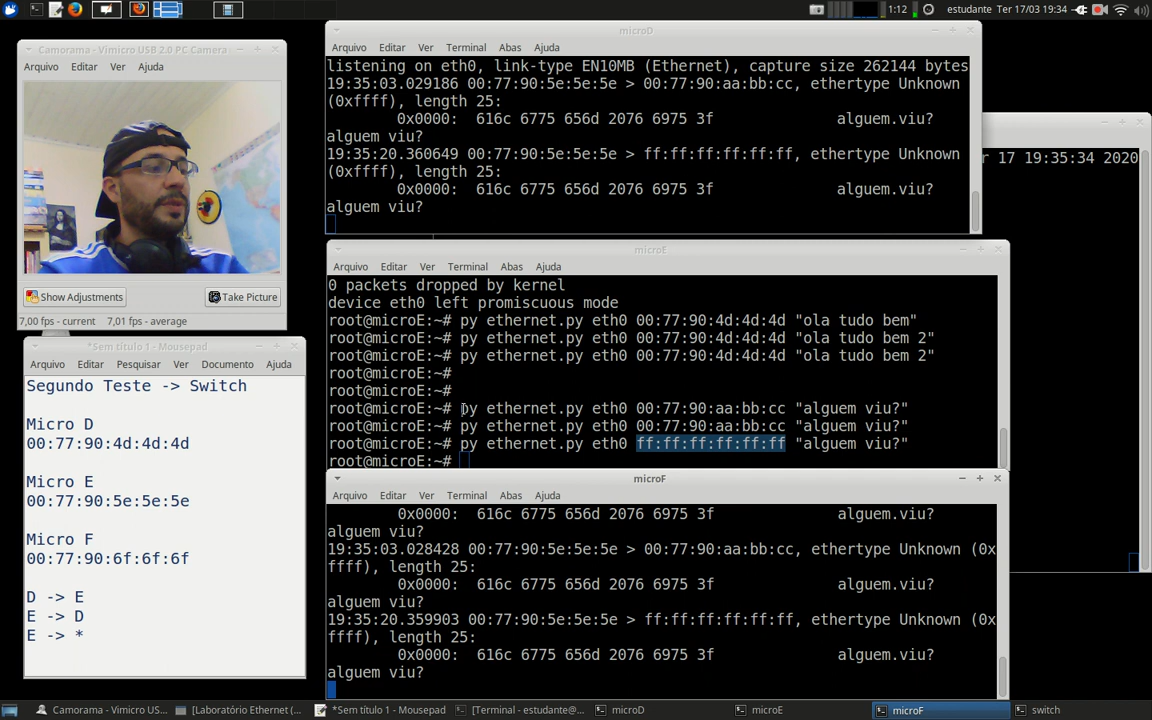 1:12
estudante Ter 17/03 19:34
Camorama - Vimicro USB 2.0 PC Camera
Arquivo Editar Ver Ajuda
Show Adjustments
Take Picture
7,00 fps - current 7,01 fps - average
*Sem título 1 - Mousepad
Arquivo Editar Pesquisar Ver Documento Ajuda
Segundo Teste -> Switch
Micro D
00:77:90:4d:4d:4d
Micro E
00:77:90:5e:5e:5e
Micro F
00:77:90:6f:6f:6f
D -> E
E -> D
E -> *
microD
Arquivo Editar Ver Terminal Abas Ajuda
listening on eth0, link-type EN10MB (Ethernet), capture size 262144 bytes
19:35:03.029186 00:77:90:5e:5e:5e > 00:77:90:aa:bb:cc, ethertype Unknown
(0xffff), length 25:
0x0000: 616c 6775 656d 2076 6975 3f alguem.viu?
alguem viu?
19:35:20.360649 00:77:90:5e:5e:5e > ff:ff:ff:ff:ff:ff, ethertype Unknown
(0xffff), length 25:
0x0000: 616c 6775 656d 2076 6975 3f alguem.viu?
alguem viu?
r 17 19:35:34 2020
microE
Arquivo Editar Ver Terminal Abas Ajuda
0 packets dropped by kernel
device eth0 left promiscuous mode
root@microE:~# py ethernet.py eth0 00:77:90:4d:4d:4d "ola tudo bem"
root@microE:~# py ethernet.py eth0 00:77:90:4d:4d:4d "ola tudo bem 2"
root@microE:~# py ethernet.py eth0 00:77:90:4d:4d:4d "ola tudo bem 2"
root@microE:~#
root@microE:~#
root@microE:~# py ethernet.py eth0 00:77:90:aa:bb:cc "alguem viu?"
root@microE:~# py ethernet.py eth0 00:77:90:aa:bb:cc "alguem viu?"
root@microE:~# py ethernet.py eth0 ff:ff:ff:ff:ff:ff "alguem viu?"
root@microE:~#
microF
Arquivo Editar Ver Terminal Abas Ajuda
0x0000: 616c 6775 656d 2076 6975 3f alguem.viu?
alguem viu?
19:35:03.028428 00:77:90:5e:5e:5e > 00:77:90:aa:bb:cc, ethertype Unknown (0x
ffff), length 25:
0x0000: 616c 6775 656d 2076 6975 3f alguem.viu?
alguem viu?
19:35:20.359903 00:77:90:5e:5e:5e > ff:ff:ff:ff:ff:ff, ethertype Unknown (0x
ffff), length 25:
0x0000: 616c 6775 656d 2076 6975 3f alguem.viu?
alguem viu?
Camorama - Vimicro US... [Laboratório Ethernet (... *Sem título 1 - Mousepad [Terminal - estudante@... microD microE microF switch